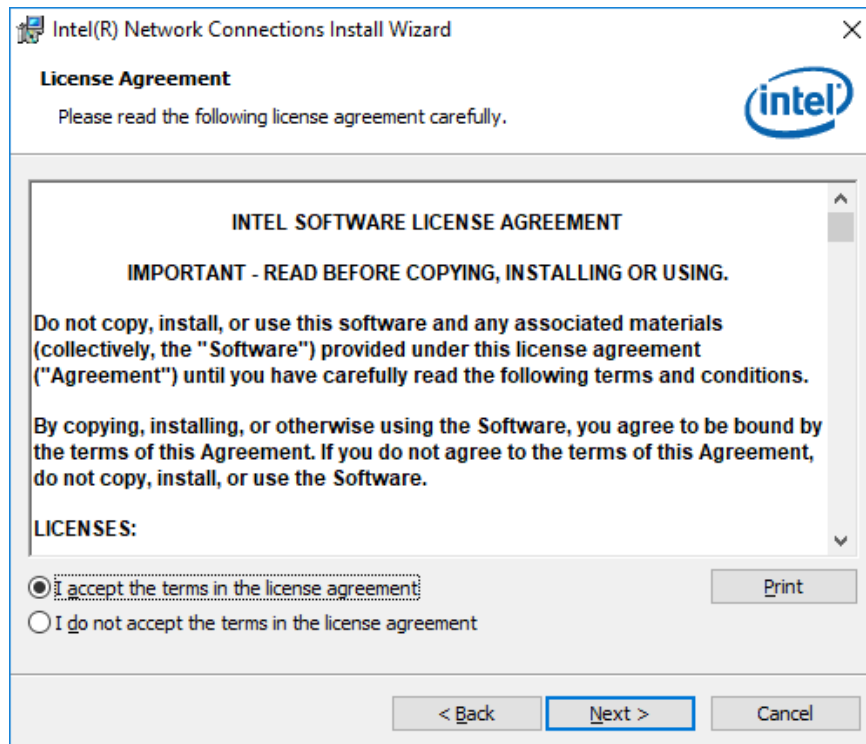 Intel(R) Network Connections Install Wizard
License Agreement
Please read the following license agreement carefully.
intel
INTEL SOFTWARE LICENSE AGREEMENT
IMPORTANT - READ BEFORE COPYING, INSTALLING OR USING.
Do not copy, install, or use this software and any associated materials
(collectively, the "Software") provided under this license agreement
("Agreement") until you have carefully read the following terms and conditions.
By copying, installing, or otherwise using the Software, you agree to be bound by
the terms of this Agreement. If you do not agree to the terms of this Agreement,
do not copy, install, or use the Software.
LICENSES:
I accept the terms in the license agreement
Print
I do not accept the terms in the license agreement
< Back
Next >
Cancel